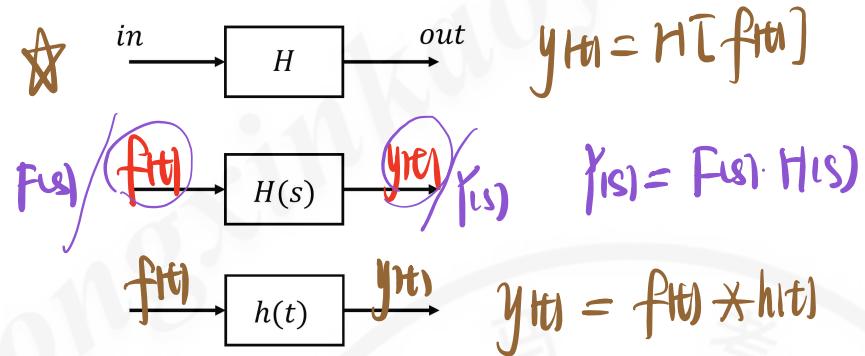 in H out y(t) = H[f(t)]
F(s) / f(t) H(s) y(t) / Y(s) Y(s) = F(s) · H(s)
f(t) h(t) y(t) y(t) = f(t) * h(t)